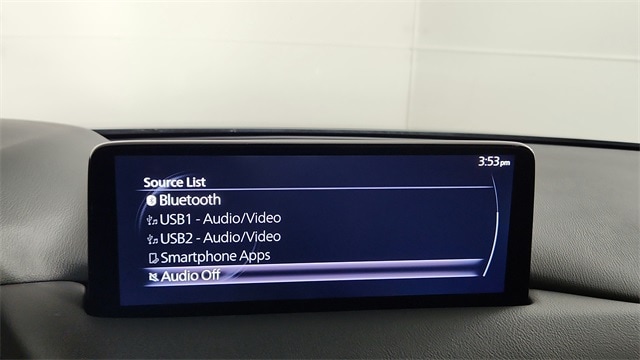 3:53pm
Source List
Bluetooth
USB1 - Audio/Video
USB2 - Audio/Video
Smartphone Apps
Audio Off